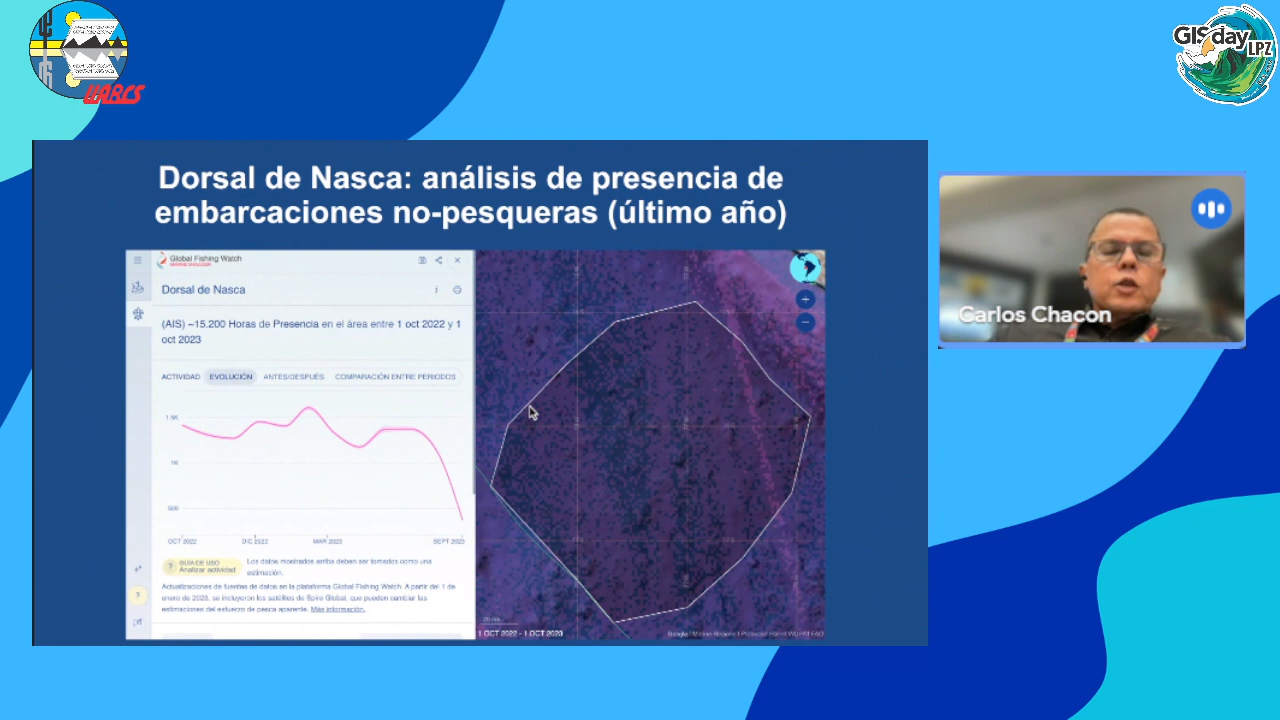 UABCS
GISday
LPZ
Dorsal de Nasca: análisis de presencia de
embarcaciones no-pesqueras (último año)
Global Fishing Watch
MARINE MANAGER
Dorsal de Nasca
(AIS) ~15.200 Horas de Presencia en el área entre 1 oct 2022 y 1
oct 2023
ACTIVIDAD EVOLUCIÓN ANTES/DESPUÉS COMPARACIÓN ENTRE PERIODOS
1.5K
1K
500
OCT 2022 DIC 2022 MAR 2023 SEPT 2023
? GUIA DE USO
Analizar actividad
Los datos mostrados arriba deben ser tomados como una
estimación.
Actualizaciones de fuentes de datos en la plataforma Global Fishing Watch. A partir del 1 de
enero de 2023, se incluyeron los satélites de Spire Global, que pueden cambiar las
estimaciones del esfuerzo de pesca aparente. Más información.
1 OCT 2022 - 1 OCT 2023
Carlos Chacon